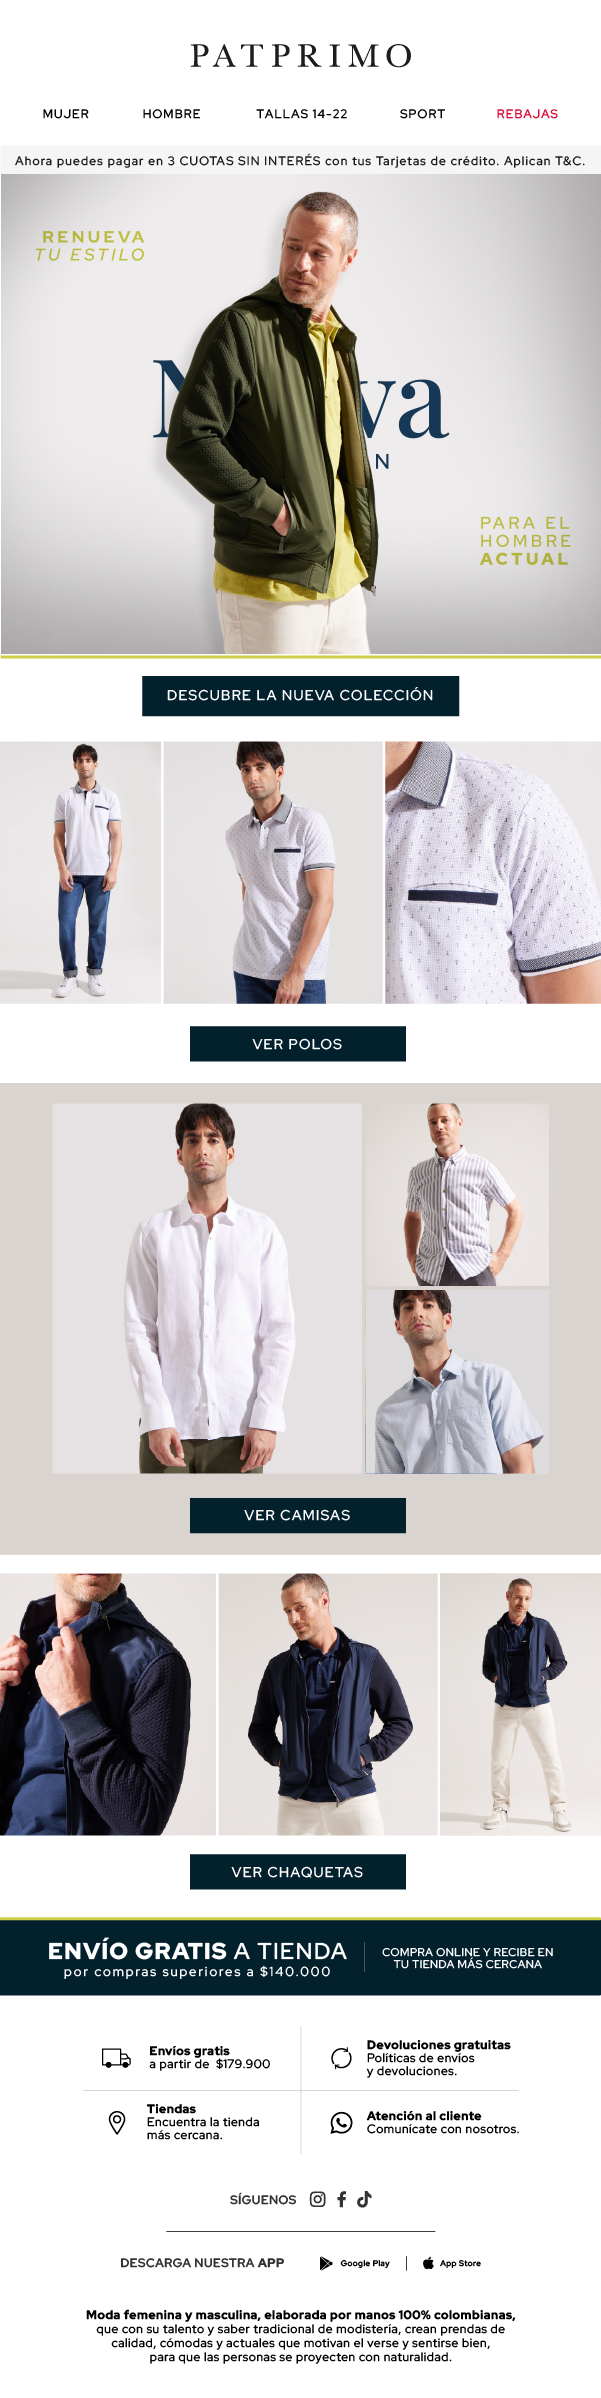 PATPRIMO
MUJER HOMBRE TALLAS 14-22 SPORT REBAJAS
Ahora puedes pagar en 3 CUOTAS SIN INTERÉS con tus Tarjetas de crédito. Aplican T&C.
RENUEVA
TU ESTILO
PARA EL
HOMBRE
ACTUAL
DESCUBRE LA NUEVA COLECCIÓN
VER POLOS
VER CAMISAS
VER CHAQUETAS
ENVÍO GRATIS A TIENDA
por compras superiores a $140.000
COMPRA ONLINE Y RECIBE EN
TU TIENDA MÁS CERCANA
Envíos gratis
a partir de $179.900
Devoluciones gratuitas
Políticas de envíos
y devoluciones.
Tiendas
Encuentra la tienda
más cercana.
Atención al cliente
Comunícate con nosotros.
SÍGUENOS
DESCARGA NUESTRA APP Google Play App Store
Moda femenina y masculina, elaborada por manos 100% colombianas,
que con su talento y saber tradicional de modistería, crean prendas de
calidad, cómodas y actuales que motivan el verse y sentirse bien,
para que las personas se proyecten con naturalidad.